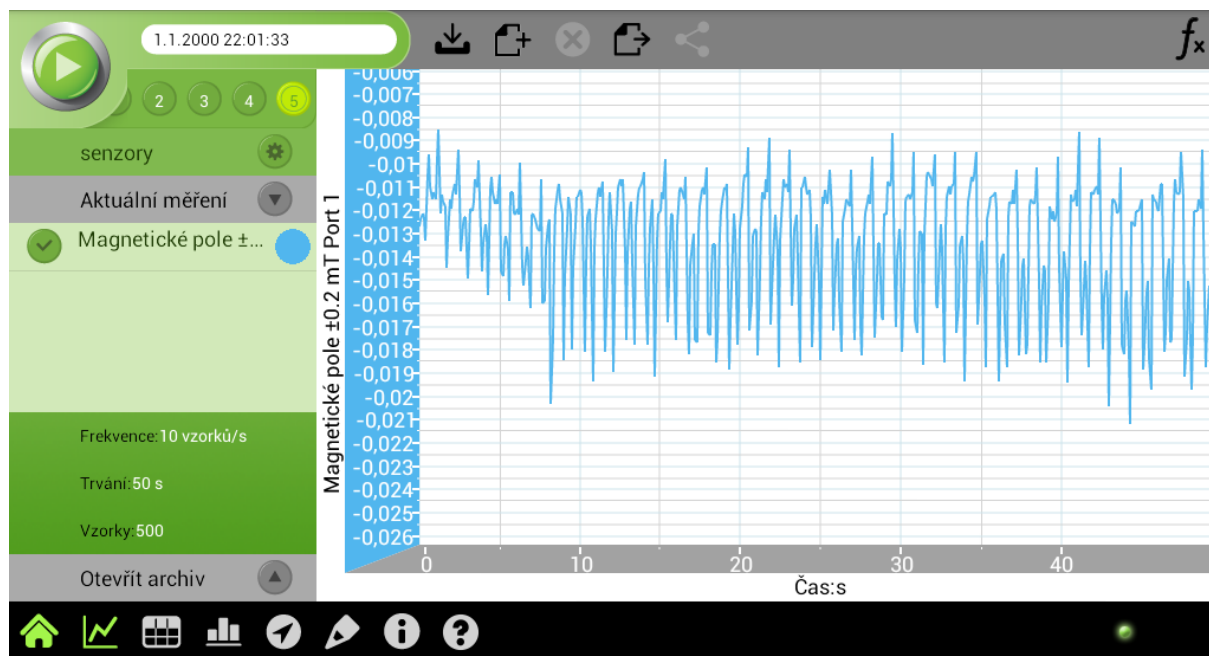 1.1.2000 22:01:33
fx
2
3
4
5
senzory
Aktuální měření
Magnetické pole ±...
Frekvence:10 vzorků/s
Trvání:50 s
Vzorky:500
Otevřít archiv
Magnetické pole ±0.2 mT Port 1
-0,006
-0,007
-0,008
-0,009
-0,01
-0,011
-0,012
-0,013
-0,014
-0,015
-0,016
-0,017
-0,018
-0,019
-0,02
-0,021
-0,022
-0,023
-0,024
-0,025
-0,026
0 10 20 30 40
Čas:s